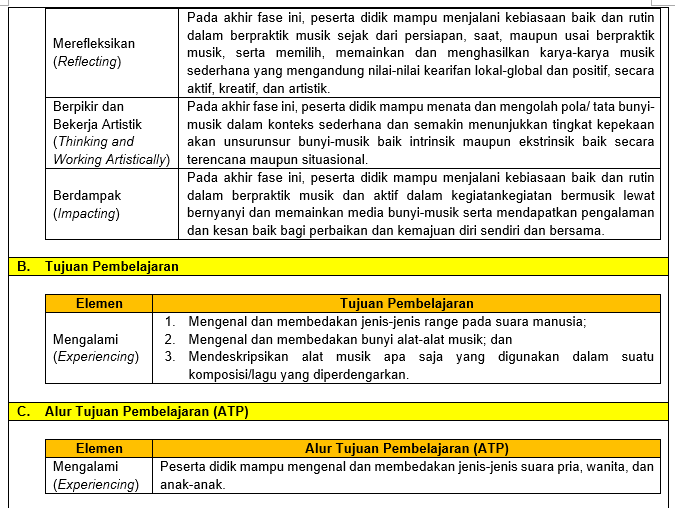 Merefleksikan
(Reflecting)
Pada akhir fase ini, peserta didik mampu menjalani kebiasaan baik dan rutin
dalam berpraktik musik sejak dari persiapan, saat, maupun usai berpraktik
musik, serta memilih, memainkan dan menghasilkan karya-karya musik
sederhana yang mengandung nilai-nilai kearifan lokal-global dan positif, secara
aktif, kreatif, dan artistik.
Berpikir dan
Bekerja Artistik
(Thinking and
Working Artistically)
Pada akhir fase ini, peserta didik mampu menata dan mengolah pola/ tata bunyi-
musik dalam konteks sederhana dan semakin menunjukkan tingkat kepekaan
akan unsurunsur bunyi-musik baik intrinsik maupun ekstrinsik baik secara
terencana maupun situasional.
Berdampak
(Impacting)
Pada akhir fase ini, peserta didik mampu menjalani kebiasaan baik dan rutin
dalam berpraktik musik dan aktif dalam kegiatankegiatan bermusik lewat
bernyanyi dan memainkan media bunyi-musik serta mendapatkan pengalaman
dan kesan baik bagi perbaikan dan kemajuan diri sendiri dan bersama.
B. Tujuan Pembelajaran
Elemen
Tujuan Pembelajaran
Mengalami
(Experiencing)
1. Mengenal dan membedakan jenis-jenis range pada suara manusia;
2. Mengenal dan membedakan bunyi alat-alat musik; dan
3. Mendeskripsikan alat musik apa saja yang digunakan dalam suatu
komposisi/lagu yang diperdengarkan.
C. Alur Tujuan Pembelajaran (ATP)
Elemen
Alur Tujuan Pembelajaran (ATP)
Mengalami
(Experiencing)
Peserta didik mampu mengenal dan membedakan jenis-jenis suara pria, wanita, dan
anak-anak.